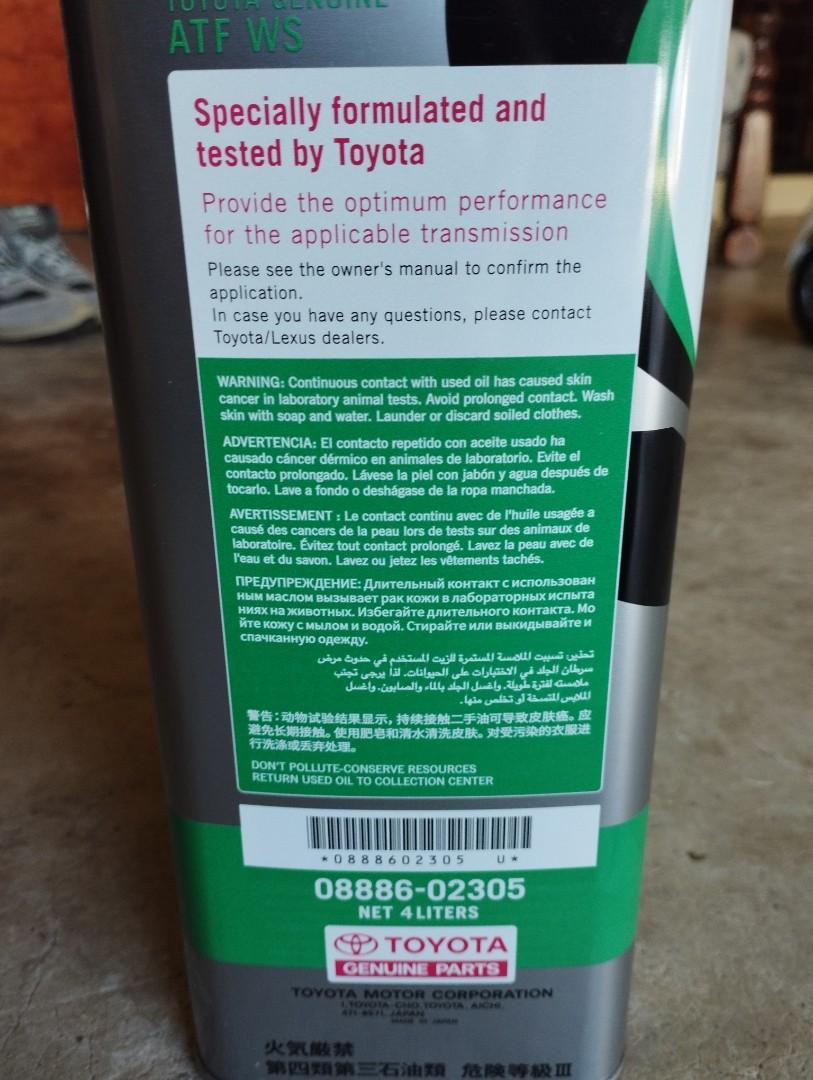 TOYOTA GENUINE
ATF WS
Specially formulated and
tested by Toyota
Provide the optimum performance
for the applicable transmission
Please see the owner's manual to confirm the
application.
In case you have any questions, please contact
Toyota/Lexus dealers.
WARNING: Continuous contact with used oil has caused skin
cancer in laboratory animal tests. Avoid prolonged contact. Wash
skin with soap and water. Launder or discard soiled clothes.
ADVERTENCIA: El contacto repetido con aceite usado ha
causado cáncer dérmico en animales de laboratorio. Evite el
contacto prolongado. Lávese la piel con jabón y agua después de
tocarlo. Lave a fondo o deshágase de la ropa manchada.
AVERTISSEMENT : Le contact continu avec de l'huile usagée a
causé des cancers de la peau lors de tests sur des animaux de
laboratoire. Évitez tout contact prolongé. Lavez la peau avec de
l'eau et du savon. Lavez ou jetez les vêtements tachés.
ПРЕДУПРЕЖДЕНИЕ: Длительный контакт с использован
ным маслом вызывает рак кожи в лабораторных испыта
ниях на животных. Избегайте длительного контакта. Мо
йте кожу с мылом и водой. Стирайте или выкидывайте и
спачканную одежду.
تحذير: تسببت الملامسة المستمرة للزيت المستخدم في حدوث مرض
سرطان الجلد في الاختبارات على الحيوانات. لذا يرجى تجنب
ملامسته لفترة طويلة. واغسل الجلد بالماء والصابون. واغسل
الملابس المتسخة أو تخلص منها.
警告：动物试验结果显示，持续接触二手油可导致皮肤癌。应
避免长期接触。使用肥皂和清水清洗皮肤。对受污染的衣服进
行洗涤或丢弃处理。
DON'T POLLUTE-CONSERVE RESOURCES
RETURN USED OIL TO COLLECTION CENTER
*0888602305 U*
08886-02305
NET 4 LITERS
TOYOTA
GENUINE PARTS
TOYOTA MOTOR CORPORATION
1, TOYOTA-CHO, TOYOTA, AICHI,
471-8571, JAPAN
MADE IN JAPAN
火気厳禁
第四類第三石油類 危険等級Ⅲ